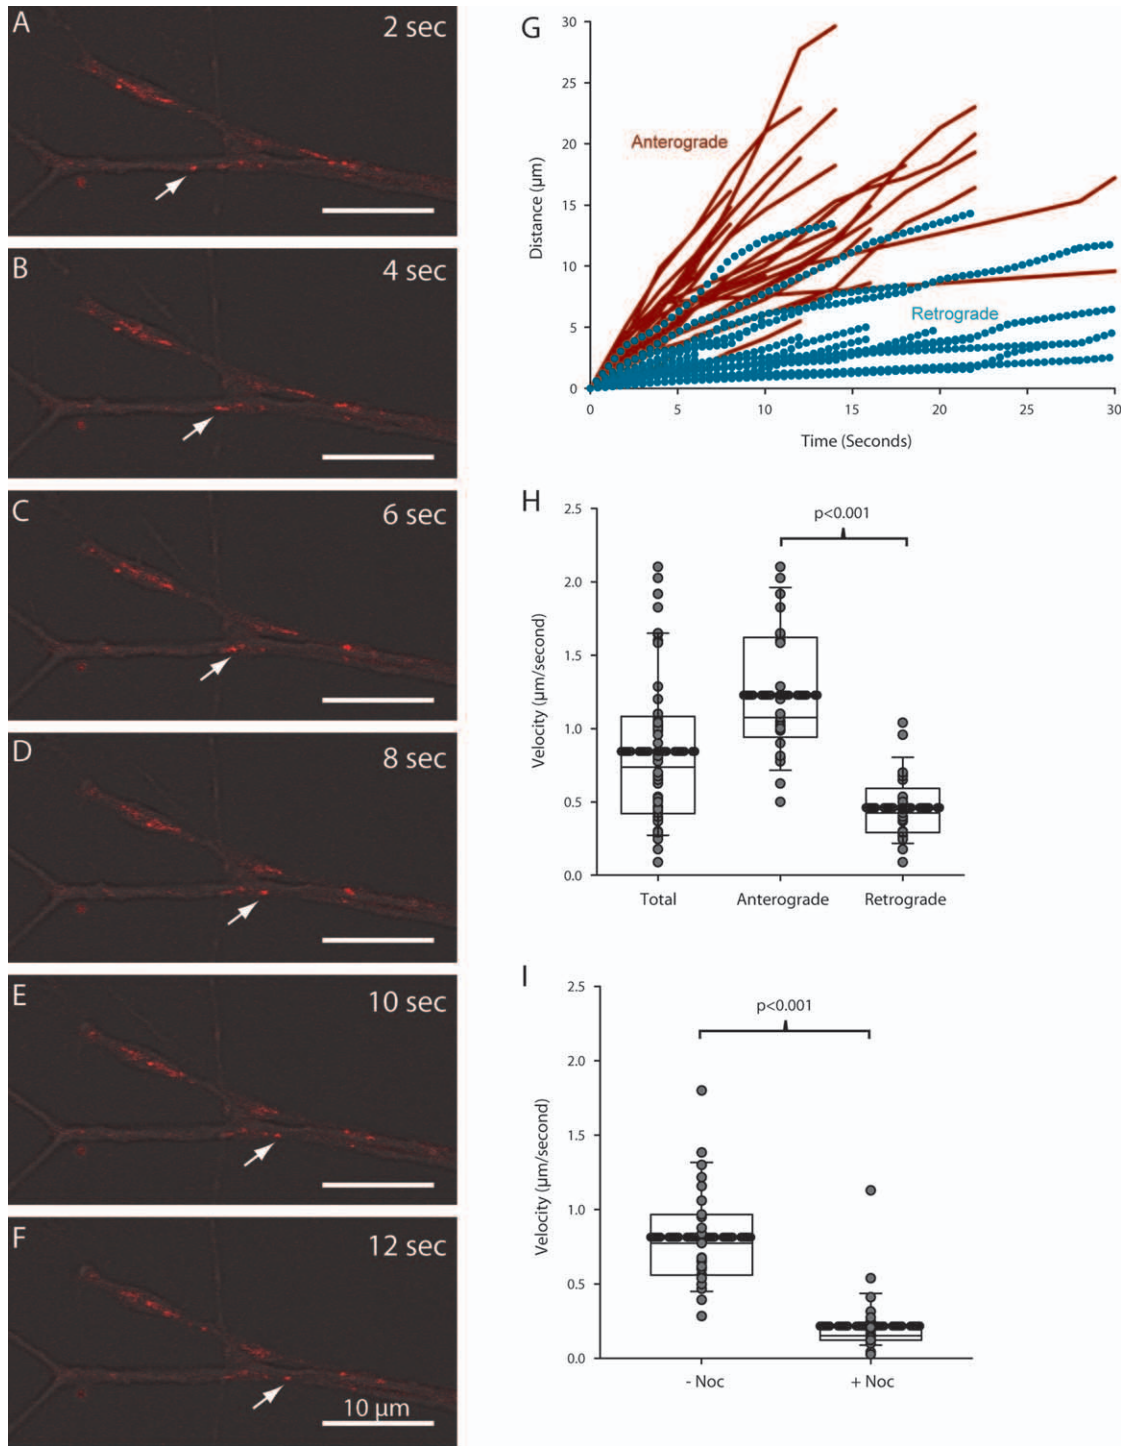 A
2 sec
B
4 sec
C
6 sec
D
8 sec
E
10 sec
F
12 sec
10 µm
G
30
25
20
15
10
5
0
Distance (µm)
Anterograde
Retrograde
0 5 10 15 20 25 30
Time (Seconds)
H
2.5
2.0
1.5
1.0
0.5
0.0
Velocity (µm/second)
p<0.001
Total Anterograde Retrograde
I
2.5
2.0
1.5
1.0
0.5
0.0
Velocity (µm/second)
p<0.001
- Noc + Noc